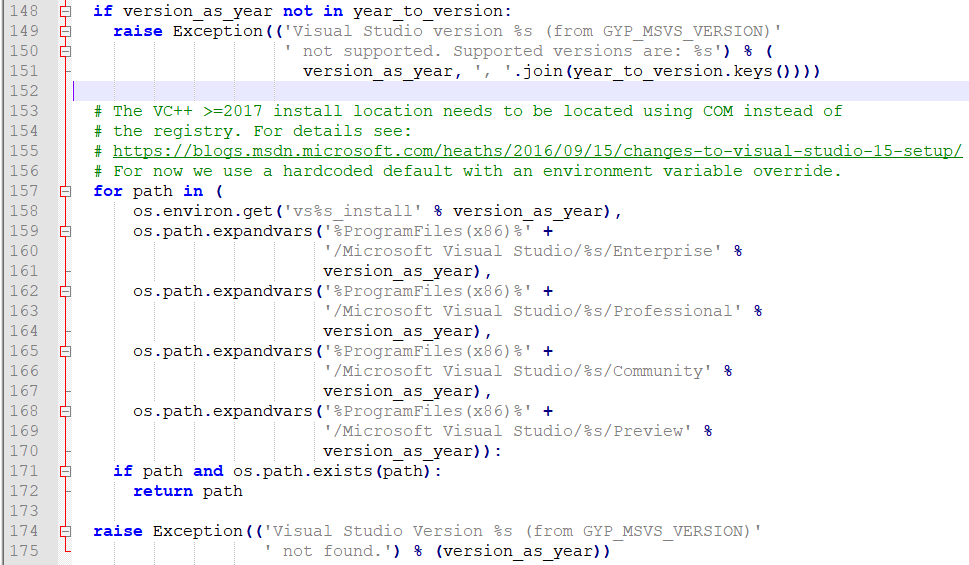 148 if version_as_year not in year_to_version:
149   raise Exception(('Visual Studio version %s (from GYP_MSVS_VERSION)'
150                    ' not supported. Supported versions are: %s') % (
151                      version_as_year, ', '.join(year_to_version.keys())))
152
153 # The VC++ >=2017 install location needs to be located using COM instead of
154 # the registry. For details see:
155 # https://blogs.msdn.microsoft.com/heaths/2016/09/15/changes-to-visual-studio-15-setup/
156 # For now we use a hardcoded default with an environment variable override.
157 for path in (
158     os.environ.get('vs%s_install' % version_as_year),
159     os.path.expandvars('%ProgramFiles(x86)%' +
160                        '/Microsoft Visual Studio/%s/Enterprise' %
161                        version_as_year),
162     os.path.expandvars('%ProgramFiles(x86)%' +
163                        '/Microsoft Visual Studio/%s/Professional' %
164                        version_as_year),
165     os.path.expandvars('%ProgramFiles(x86)%' +
166                        '/Microsoft Visual Studio/%s/Community' %
167                        version_as_year),
168     os.path.expandvars('%ProgramFiles(x86)%' +
169                        '/Microsoft Visual Studio/%s/Preview' %
170                        version_as_year)):
171   if path and os.path.exists(path):
172     return path
173
174 raise Exception(('Visual Studio Version %s (from GYP_MSVS_VERSION)'
175                  ' not found.') % (version_as_year))